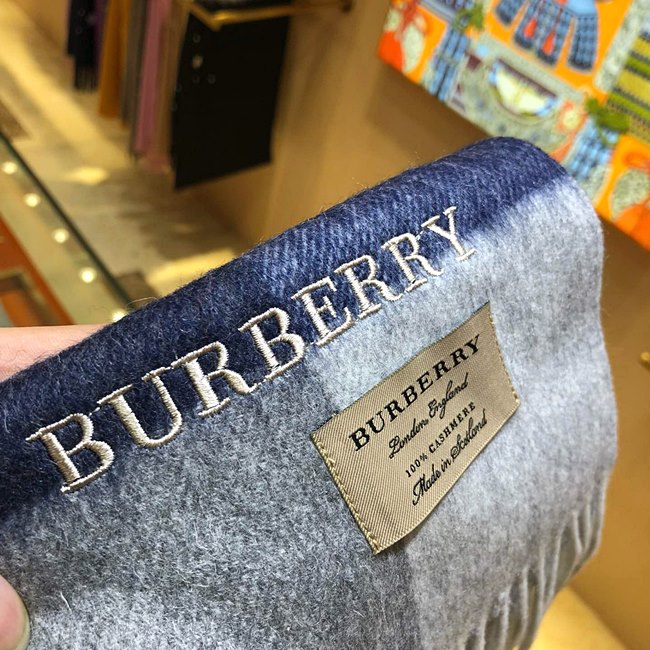 BURBERRY
BURBERRY
London, England
100% CASHMERE
Made in Scotland